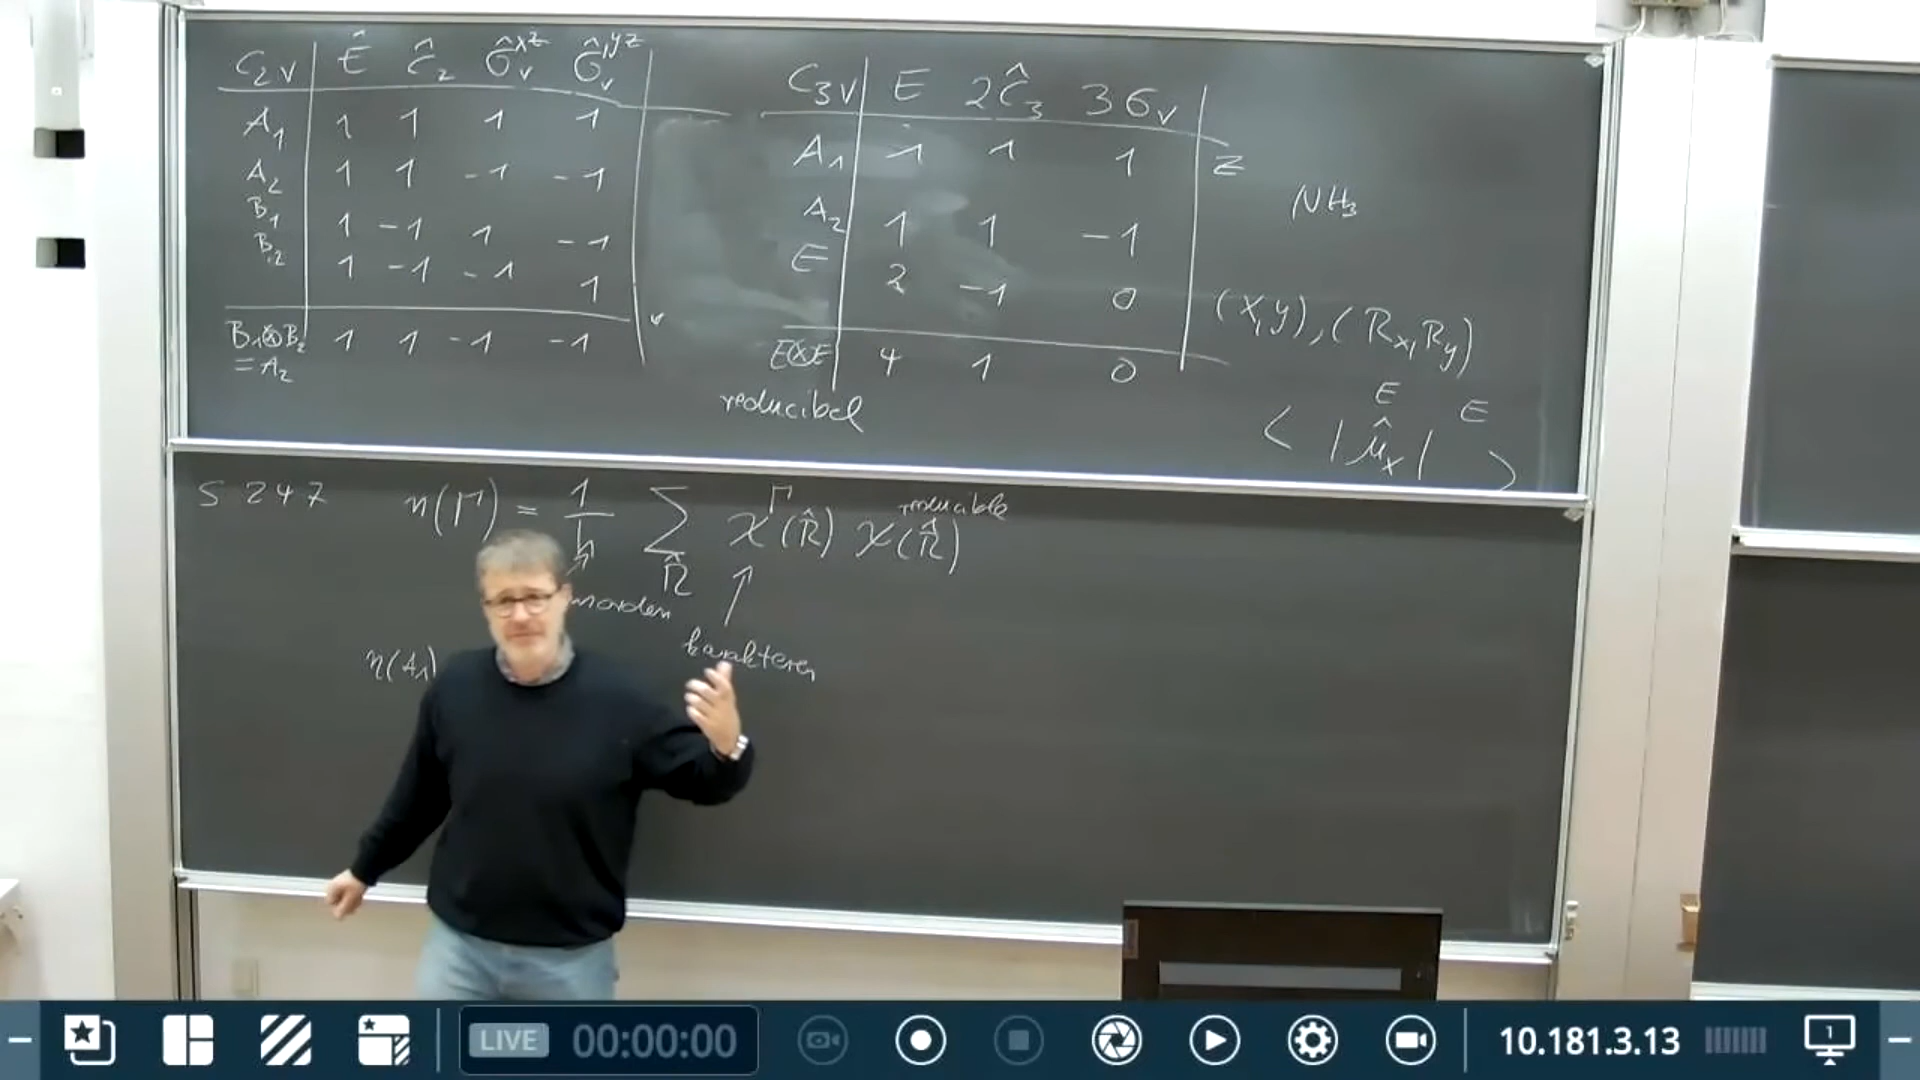 C2v Ê Ĉ2 σ̂v^xz σ̂'v^yz
A1 1 1 1 1
A2 1 1 -1 -1
B1 1 -1 1 -1
B2 1 -1 -1 1
B1⊗B2 1 1 -1 -1
= A2
C3v E 2Ĉ3 3σv
A1 1 1 1 z
NH3
A2 1 1 -1
E 2 -1 0 (x,y), (Rx, Ry)
E⊗E 4 1 0
reducibel
E E
< | μ̂x | >
S 247 n(Γ) = 1/h Σ_R̂ χ^Γ(R̂) χ^reducible(R̂)
karakteren
n(A1)
LIVE 00:00:00 10.181.3.13 1